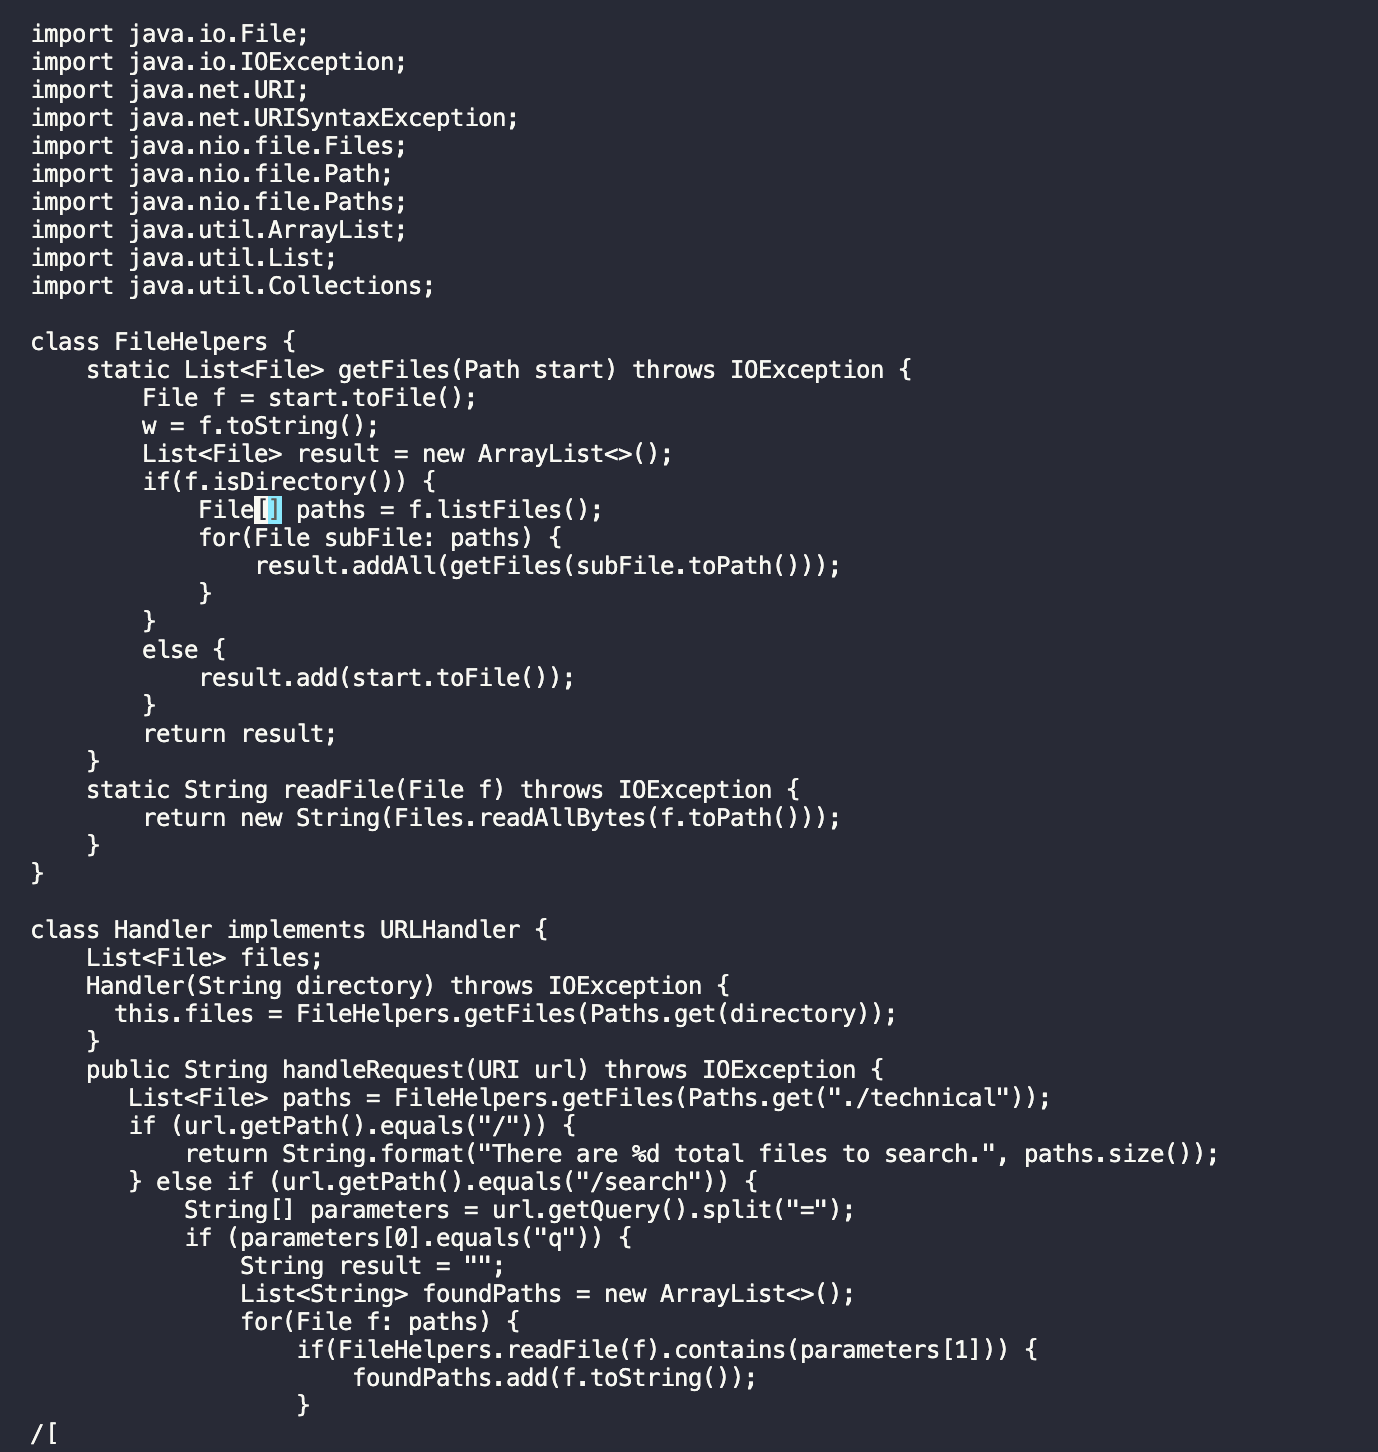 import java.io.File;
import java.io.IOException;
import java.net.URI;
import java.net.URISyntaxException;
import java.nio.file.Files;
import java.nio.file.Path;
import java.nio.file.Paths;
import java.util.ArrayList;
import java.util.List;
import java.util.Collections;

class FileHelpers {
    static List<File> getFiles(Path start) throws IOException {
        File f = start.toFile();
        w = f.toString();
        List<File> result = new ArrayList<>();
        if(f.isDirectory()) {
            File[] paths = f.listFiles();
            for(File subFile: paths) {
                result.addAll(getFiles(subFile.toPath()));
            }
        }
        else {
            result.add(start.toFile());
        }
        return result;
    }
    static String readFile(File f) throws IOException {
        return new String(Files.readAllBytes(f.toPath()));
    }
}

class Handler implements URLHandler {
    List<File> files;
    Handler(String directory) throws IOException {
      this.files = FileHelpers.getFiles(Paths.get(directory));
    }
    public String handleRequest(URI url) throws IOException {
       List<File> paths = FileHelpers.getFiles(Paths.get("./technical"));
       if (url.getPath().equals("/")) {
           return String.format("There are %d total files to search.", paths.size());
       } else if (url.getPath().equals("/search")) {
           String[] parameters = url.getQuery().split("=");
           if (parameters[0].equals("q")) {
               String result = "";
               List<String> foundPaths = new ArrayList<>();
               for(File f: paths) {
                   if(FileHelpers.readFile(f).contains(parameters[1])) {
                       foundPaths.add(f.toString());
                   }
/[